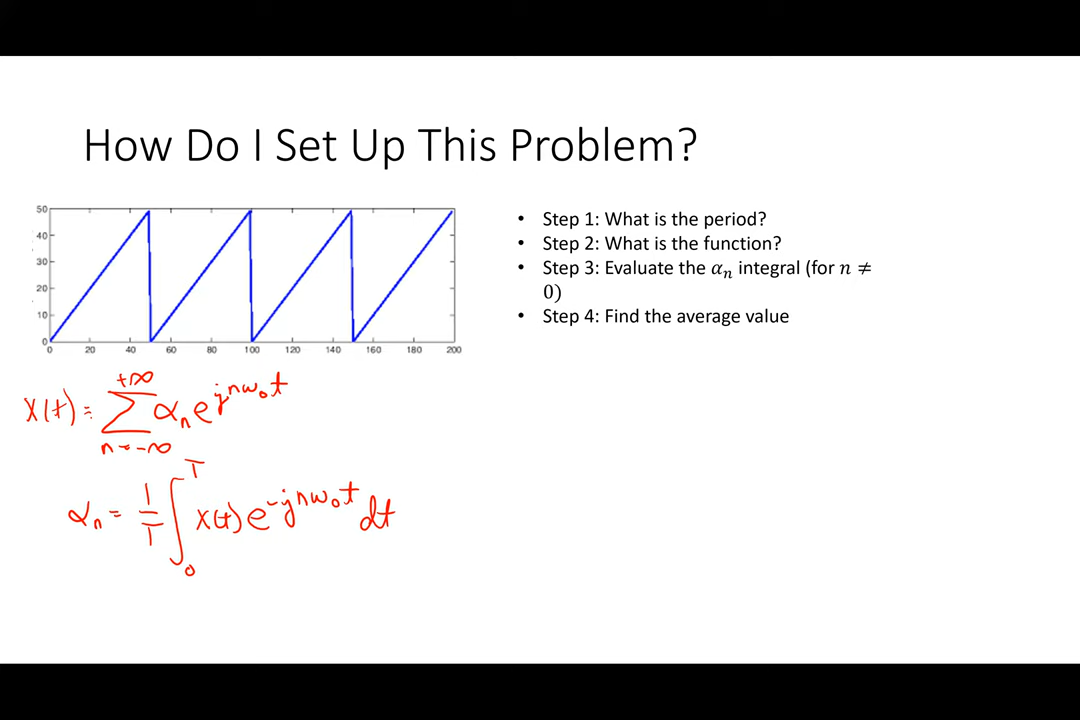 How Do I Set Up This Problem?
50
40
30
20
10
0
0 20 40 60 80 100 120 140 160 180 200
• Step 1: What is the period?
• Step 2: What is the function?
• Step 3: Evaluate the αₙ integral (for n ≠
0)
• Step 4: Find the average value
+∞
x(t) = ∑ αₙ e^{jnω₀t}
n=-∞
T
αₙ = 1/T ∫ x(t) e^{-jnω₀t} dt
0